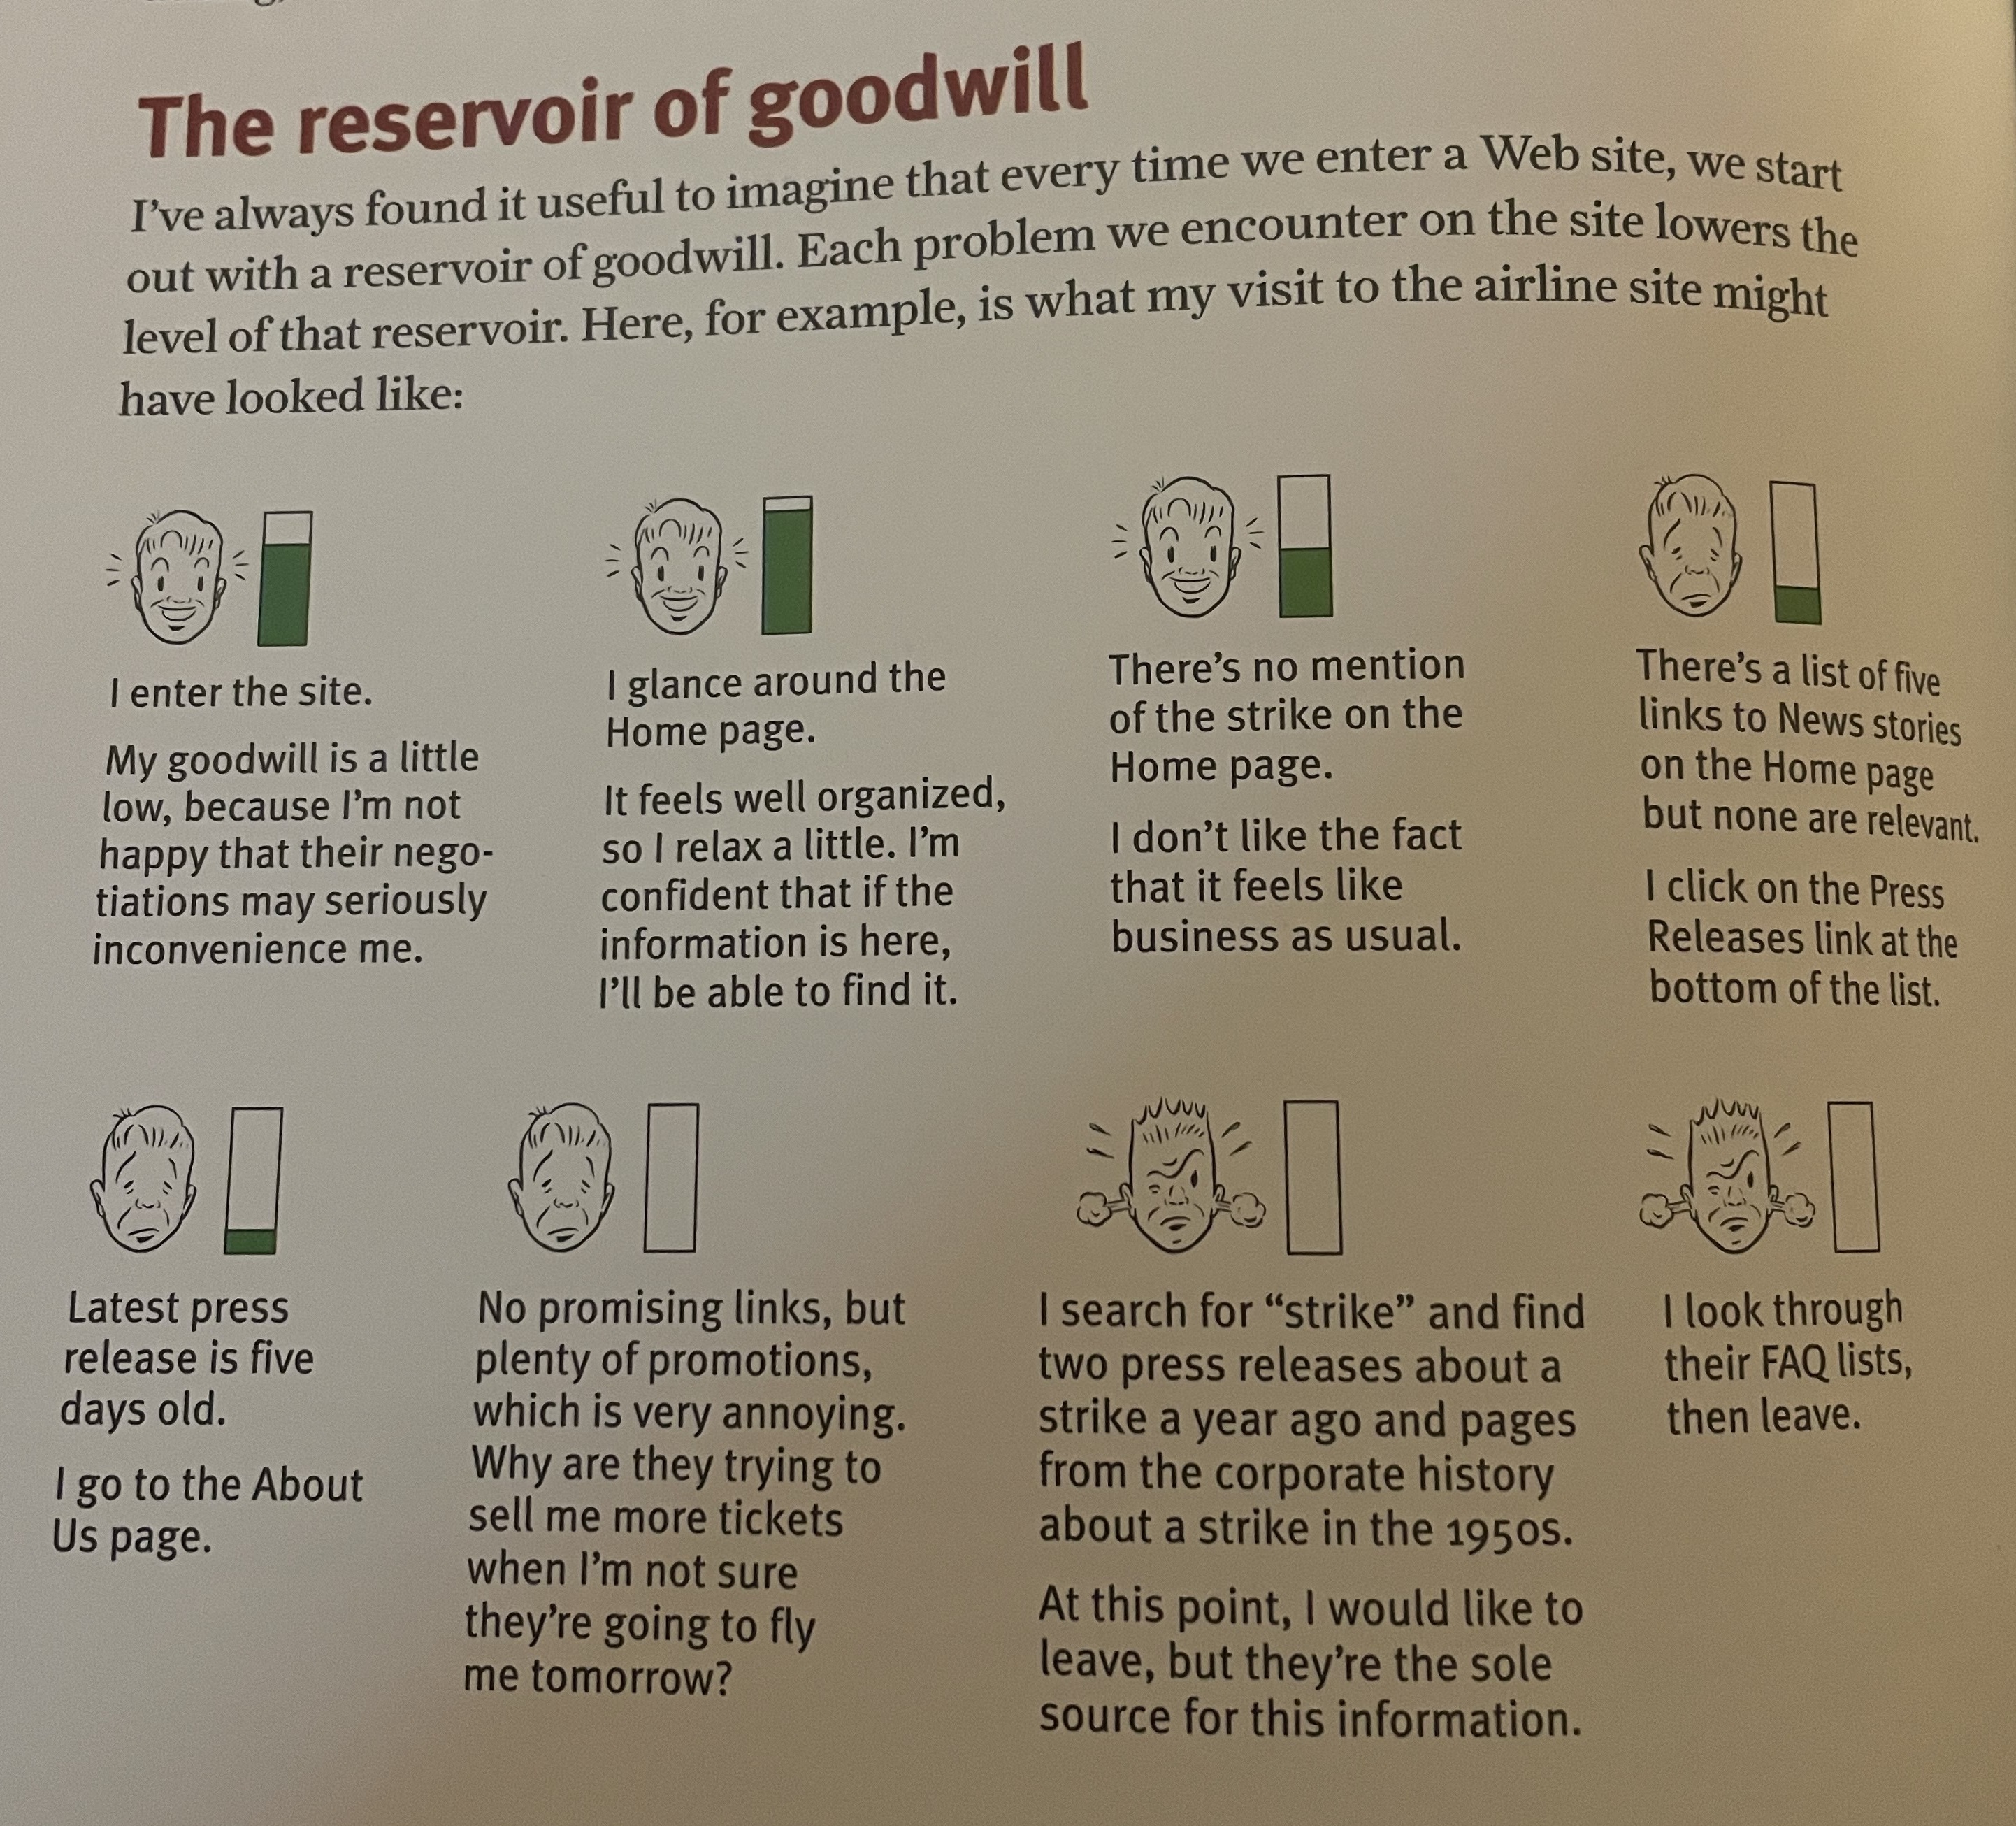 The reservoir of goodwill
I've always found it useful to imagine that every time we enter a Web site, we start
out with a reservoir of goodwill. Each problem we encounter on the site lowers the
level of that reservoir. Here, for example, is what my visit to the airline site might
have looked like:
I enter the site.
My goodwill is a little
low, because I'm not
happy that their nego-
tiations may seriously
inconvenience me.
I glance around the
Home page.
It feels well organized,
so I relax a little. I'm
confident that if the
information is here,
I'll be able to find it.
There's no mention
of the strike on the
Home page.
I don't like the fact
that it feels like
business as usual.
There's a list of five
links to News stories
on the Home page
but none are relevant.
I click on the Press
Releases link at the
bottom of the list.
Latest press
release is five
days old.
I go to the About
Us page.
No promising links, but
plenty of promotions,
which is very annoying.
Why are they trying to
sell me more tickets
when I'm not sure
they're going to fly
me tomorrow?
I search for “strike” and find
two press releases about a
strike a year ago and pages
from the corporate history
about a strike in the 1950s.
At this point, I would like to
leave, but they're the sole
source for this information.
I look through
their FAQ lists,
then leave.